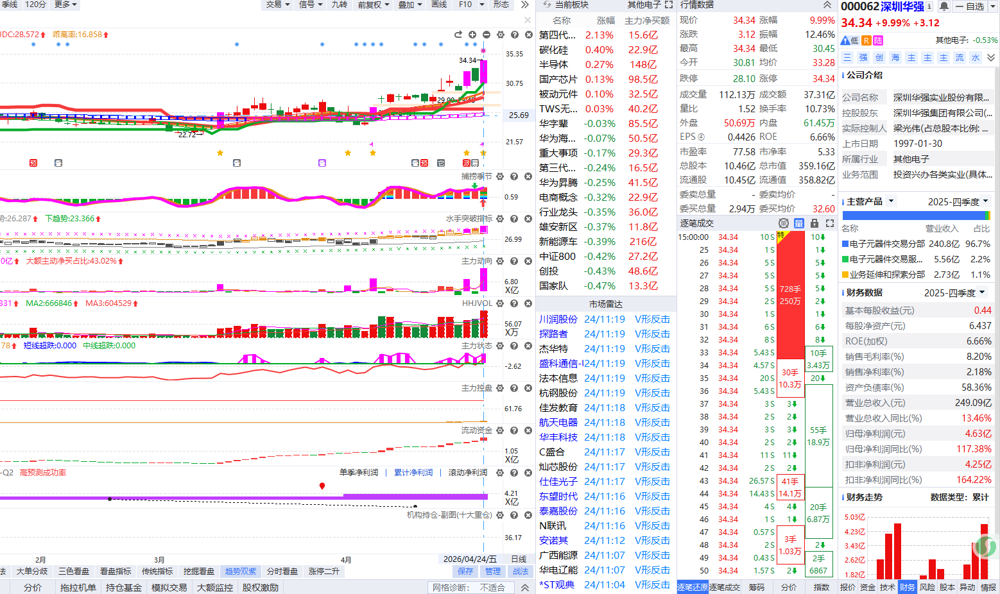 季线 120分 更多
交易 信号 九转 前复权 叠加 画线 F10 形态
JDC:28.572 乖离率:16.858
34.34
35.35
30.75
25.69
21.57
22.72
捕捞季节
0.59
势:26.287 下趋势:23.366
水手突破指标
26.99
0亿 大额主动净买占比:43.02%
主力动向
6.80
X亿
831 MA2:666846 MA3:604529
HHJVOL
56.07
X万
78 短线超跌:0.000 中线超跌:0.000
主力状态
-2.62
主力控盘
61.76
流动资金
1.05
X亿
-Q2 高预测成功率
单季净利润 | 累计净利润 | 滚动净利润
4.21
X亿
机构持仓-副图(十大重仓)
36.17
2月 3月 4月 2026/04/24/五 日线
法 大单分歧 三色看盘 看盘指标 传统指标 挖掘看盘 趋势双紫 分时看盘 涨停二升 保存 管理 战法
分价 拖拉机单 持仓基金 模拟交易 大额监控 股权激励 网格诊断: 不适合
当前板块 其他电子
名称 涨幅 主力净买额
第四代... 2.13% 15.6亿
碳化硅 0.40% 22.9亿
半导体 0.27% 148亿
国产芯片 0.13% 98.5亿
被动元件 0.10% 32.5亿
TWS无... 0.03% 40.2亿
华字辈 -0.03% 85.5亿
华为海... -0.07% 50.5亿
重大事项 -0.17% 29.3亿
第三代... -0.24% 16.5亿
华为昇腾 -0.25% 41.5亿
电商概念 -0.32% 22.9亿
行业龙头 -0.35% 36.0亿
雄安新区 -0.37% 11.8亿
新能源车 -0.39% 216亿
中证800 -0.42% 27.2亿
创投 -0.43% 48.6亿
国家队 -0.47% 13.3亿
市场雷达
川润股份 24/11:19 V形反击
探路者 24/11:19 V形反击
杰华特 24/11:19 V形反击
盛科通信-U 24/11:19 V形反击
法本信息 24/11:19 V形反击
杭钢股份 24/11:19 V形反击
佳发教育 24/11:18 V形反击
航天电器 24/11:18 V形反击
华丰科技 24/11:18 V形反击
C盛合 24/11:17 V形反击
灿芯股份 24/11:17 V形反击
仕佳光子 24/11:17 V形反击
东望时代 24/11:16 V形反击
泰嘉股份 24/11:16 V形反击
N联讯 24/11:16 V形反击
安诺其 24/11:12 V形反击
广西能源 24/11:07 V形反击
华电辽能 24/11:07 V形反击
*ST观典 24/11:04 V形反击
行情数据
现价 34.34 涨幅 9.99%
涨跌 3.12 振幅 12.46%
最高 34.34 最低 30.45
今开 30.81 均价 33.28
跌停 28.10 涨停 34.34
成交量 112.13万 成交额 37.31亿
量比 1.52 换手率 10.73%
外盘 50.69万 内盘 61.45万
EPS④ 0.4426 ROE 6.66%
市盈率 77.58 市净率 5.33
总股本 10.46亿 总市值 359.16亿
流通股 10.45亿 流通值 358.82亿
委卖总量 - 委卖均价 -
委买总量 2.94万 委买均价 32.60
逐笔成交 单 量
15:00:00 34.34 10 S 特 10
25 34.34 1 S 1
26 34.34 5 S 5
27 34.34 5 S 5
28 34.34 5 S 728手 5
29 34.34 2 S 250万 2
30 34.34 1 S 1
31 34.34 6 S 6
32 34.34 8 S 8
33 34.34 5.43 S 10手
34 34.34 4.57 S 30手 3.43万
35 34.34 20 S 10.3万 20
36 34.34 5.43 S
37 34.34 3 S 3
38 34.34 2 S 2
39 34.34 3 S 3 55手
40 34.34 2 S 2 18.9万
41 34.34 11 S 11
42 34.34 2 S 2
43 34.34 26.57 S 41手
44 34.34 14.43 S 14.1万
45 34.34 4 S 4 20手
46 34.34 1 S 1 6.87万
47 34.34 0.57 S 3手
48 34.34 2 S 1.03万 2
49 34.34 0.43 S 2手
50 34.34 1.57 S 2 6867
逐笔还原 逐笔成交 筹码 分价 指数
000062 深圳华强 自选
34.34 +9.99% +3.12
低 R 陆 其他电子: -0.53%
三 强 创 海 主 主 主 流 水
公司介绍
公司名称 深圳华强实业股份有限...
控股股东 深圳华强集团有限公司(...
实际控制人 梁光伟(占总股本比例: ...
上市日期 1997-01-30
所属行业 其他电子
业务范围 投资兴办各类实业(具体...
主营产品 2025-四季度
名称 营业收入 占比
电子元器件交易分部 240.8亿 96.7%
电子元器件交易服... 5.56亿 2.2%
业务延伸和探索分部 2.73亿 1.1%
财务数据 2025-四季度
基本每股收益(元) 0.44
每股净资产(元) 6.437
ROE(加权) 6.66%
销售毛利率(%) 8.20%
销售净利率(%) 2.18%
资产负债率(%) 58.36%
营业总收入(元) 249.09亿
营业总收入同比(%) 13.46%
归母净利润(元) 4.63亿
归母净利润同比(%) 117.38%
扣非净利润(元) 4.25亿
扣非净利润同比(%) 164.22%
财务走势 数据类型: 累计
5.03亿
4.23亿
3.43亿
2.62亿
1.82亿
报价 资金 技术 财务 风险 股本 异动 情报